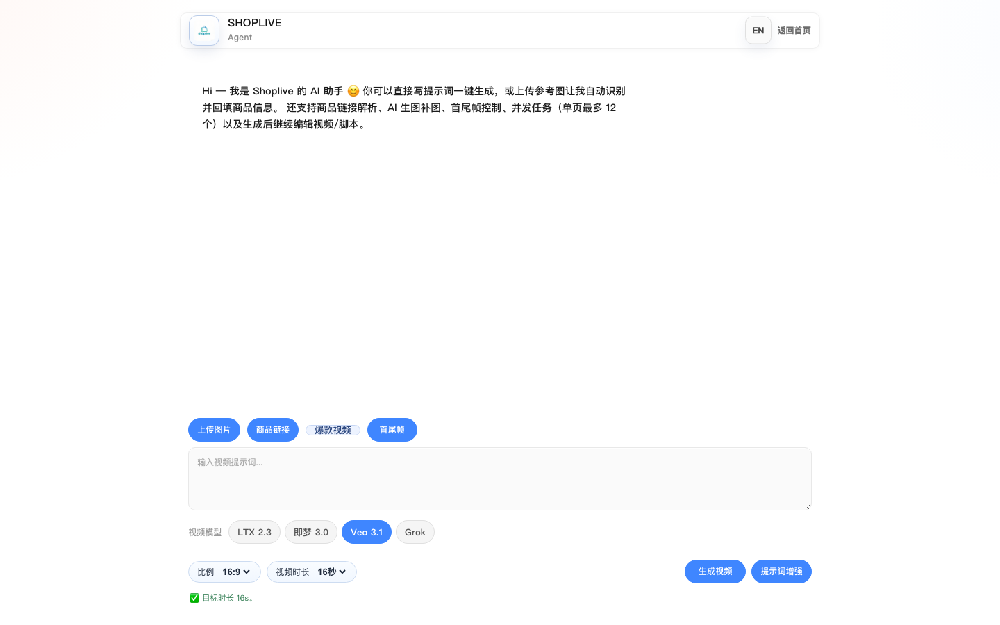 shoplive
SHOPLIVE
Agent
EN
返回首页
Hi — 我是 Shoplive 的 AI 助手 😊 你可以直接写提示词一键生成，或上传参考图让我自动识别
并回填商品信息。 还支持商品链接解析、AI 生图补图、首尾帧控制、并发任务（单页最多 12
个）以及生成后继续编辑视频/脚本。
上传图片
商品链接
爆款视频
首尾帧
输入视频提示词...
视频模型
LTX 2.3
即梦 3.0
Veo 3.1
Grok
比例 16:9
视频时长 16秒
生成视频
提示词增强
✅ 目标时长 16s。